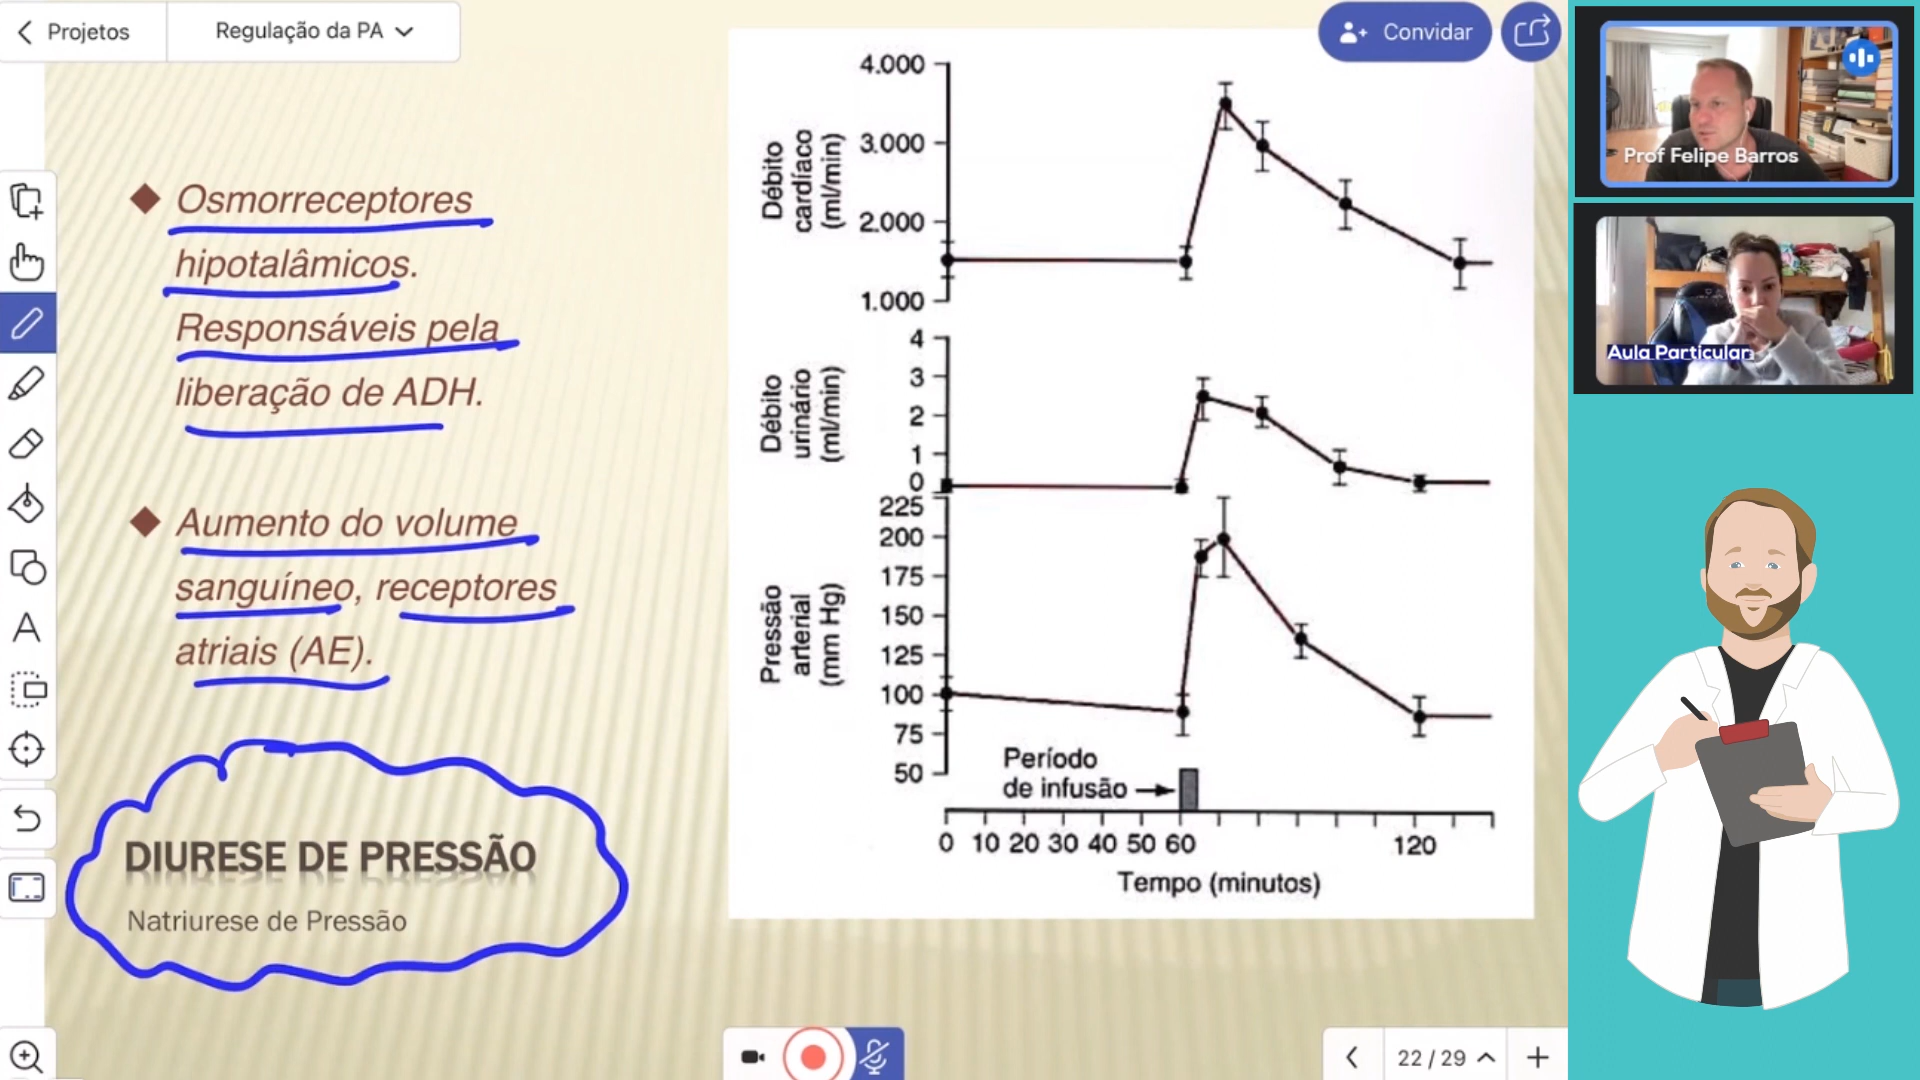 Projetos
Regulação da PA
Convidar
Osmorreceptores
hipotalâmicos.
Responsáveis pela
liberação de ADH.
Aumento do volume
sanguíneo, receptores
atriais (AE).
DIURESE DE PRESSÃO
Natriurese de Pressão
Débito
cardíaco
(ml/min)
4.000
3.000
2.000
1.000
Débito
urinário
(ml/min)
4
3
2
1
0
Pressão
arterial
(mm Hg)
225
200
175
150
125
100
75
50
Período
de infusão
0 10 20 30 40 50 60 120
Tempo (minutos)
22 / 29
Prof Felipe Barros
Aula Particular